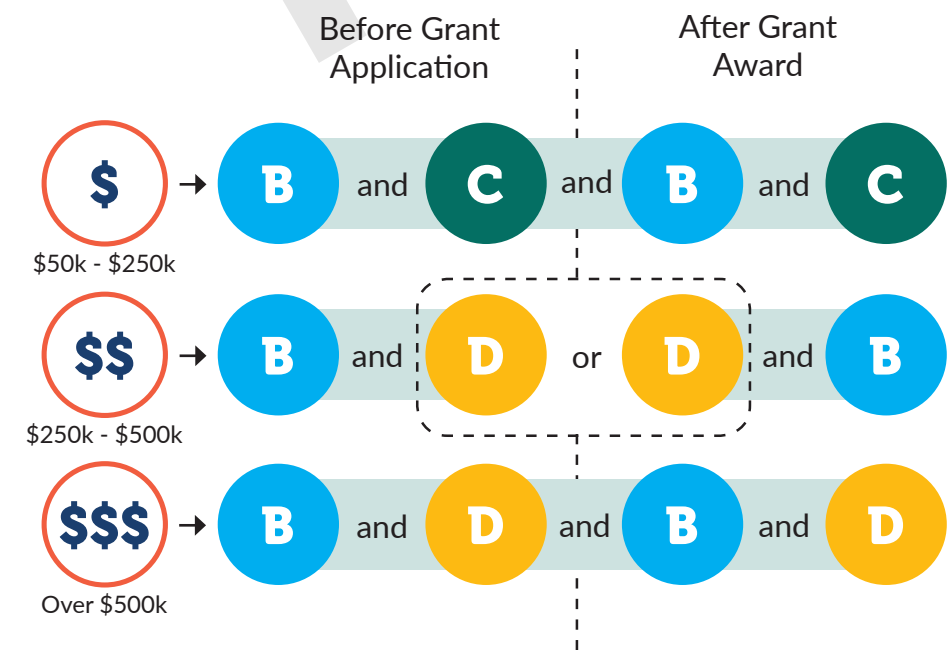 Before Grant
Application
After Grant
Award
$ B and C and B and C
$50k - $250k
$$ B and D or D and B
$250k - $500k
$$$ B and D and B and D
Over $500k